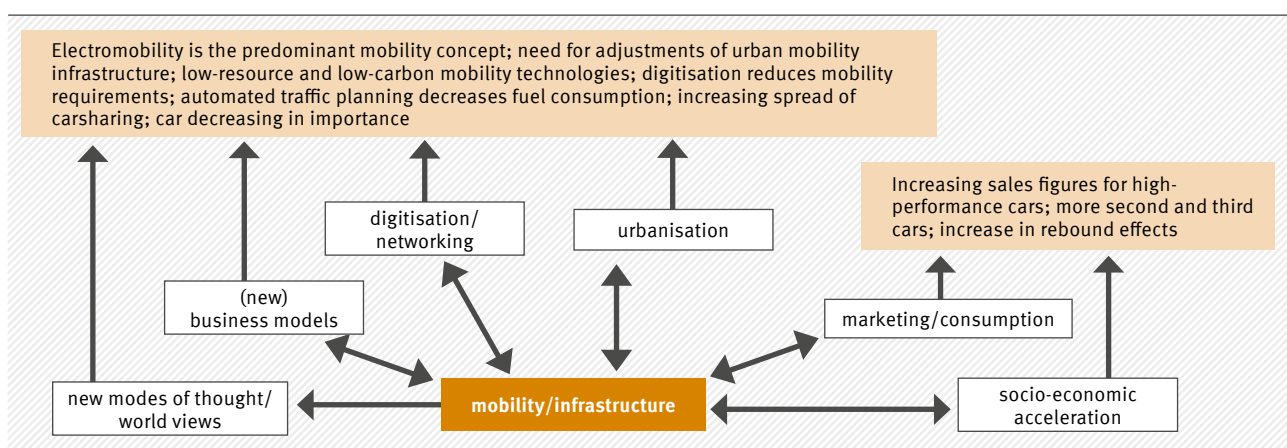 Electromobility is the predominant mobility concept; need for adjustments of urban mobility
infrastructure; low-resource and low-carbon mobility technologies; digitisation reduces mobility
requirements; automated traffic planning decreases fuel consumption; increasing spread of
carsharing; car decreasing in importance
Increasing sales figures for high-
performance cars; more second and third
cars; increase in rebound effects
digitisation/
networking
urbanisation
(new)
business models
marketing/consumption
new modes of thought/
world views
mobility/infrastructure
socio-economic
acceleration